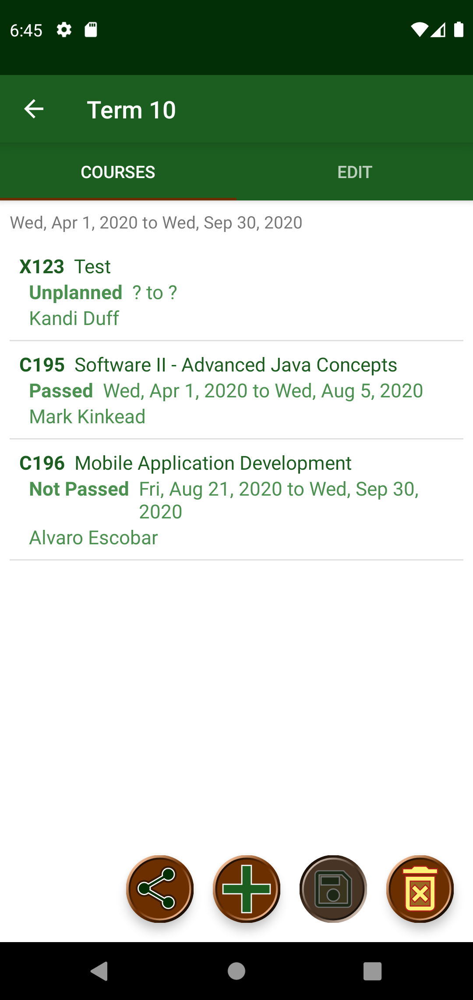 6:45
Term 10
COURSES EDIT
Wed, Apr 1, 2020 to Wed, Sep 30, 2020
X123 Test
Unplanned ? to ?
Kandi Duff
C195 Software II - Advanced Java Concepts
Passed Wed, Apr 1, 2020 to Wed, Aug 5, 2020
Mark Kinkead
C196 Mobile Application Development
Not Passed Fri, Aug 21, 2020 to Wed, Sep 30,
2020
Alvaro Escobar